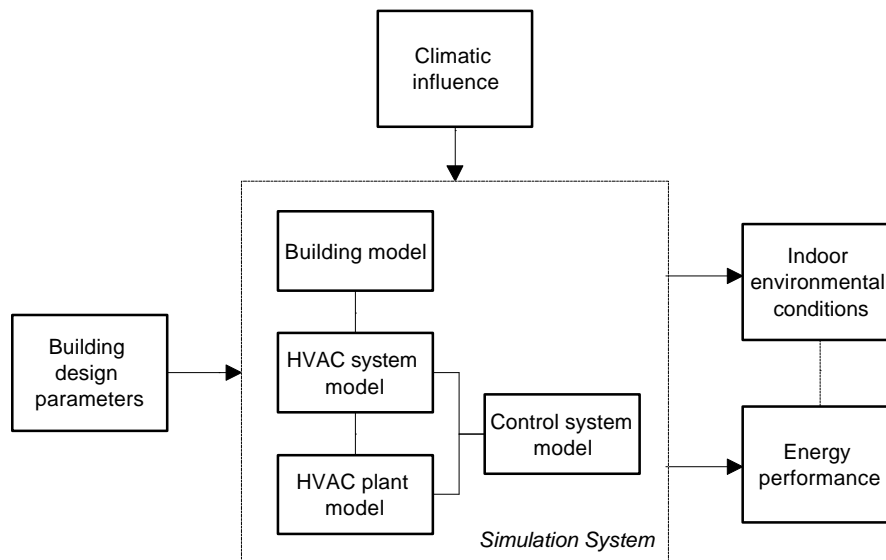 Climatic
influence
Building model
Indoor
environmental
conditions
Building
design
parameters
HVAC system
model
Control system
model
HVAC plant
model
Energy
performance
Simulation System